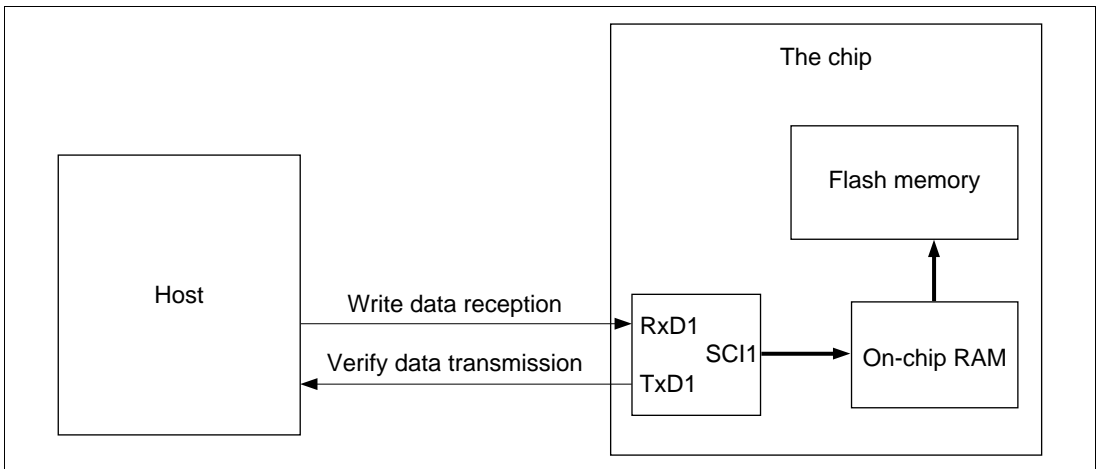 The chip
Flash memory
Host
Write data reception
RxD1
SCI1
On-chip RAM
Verify data transmission
TxD1